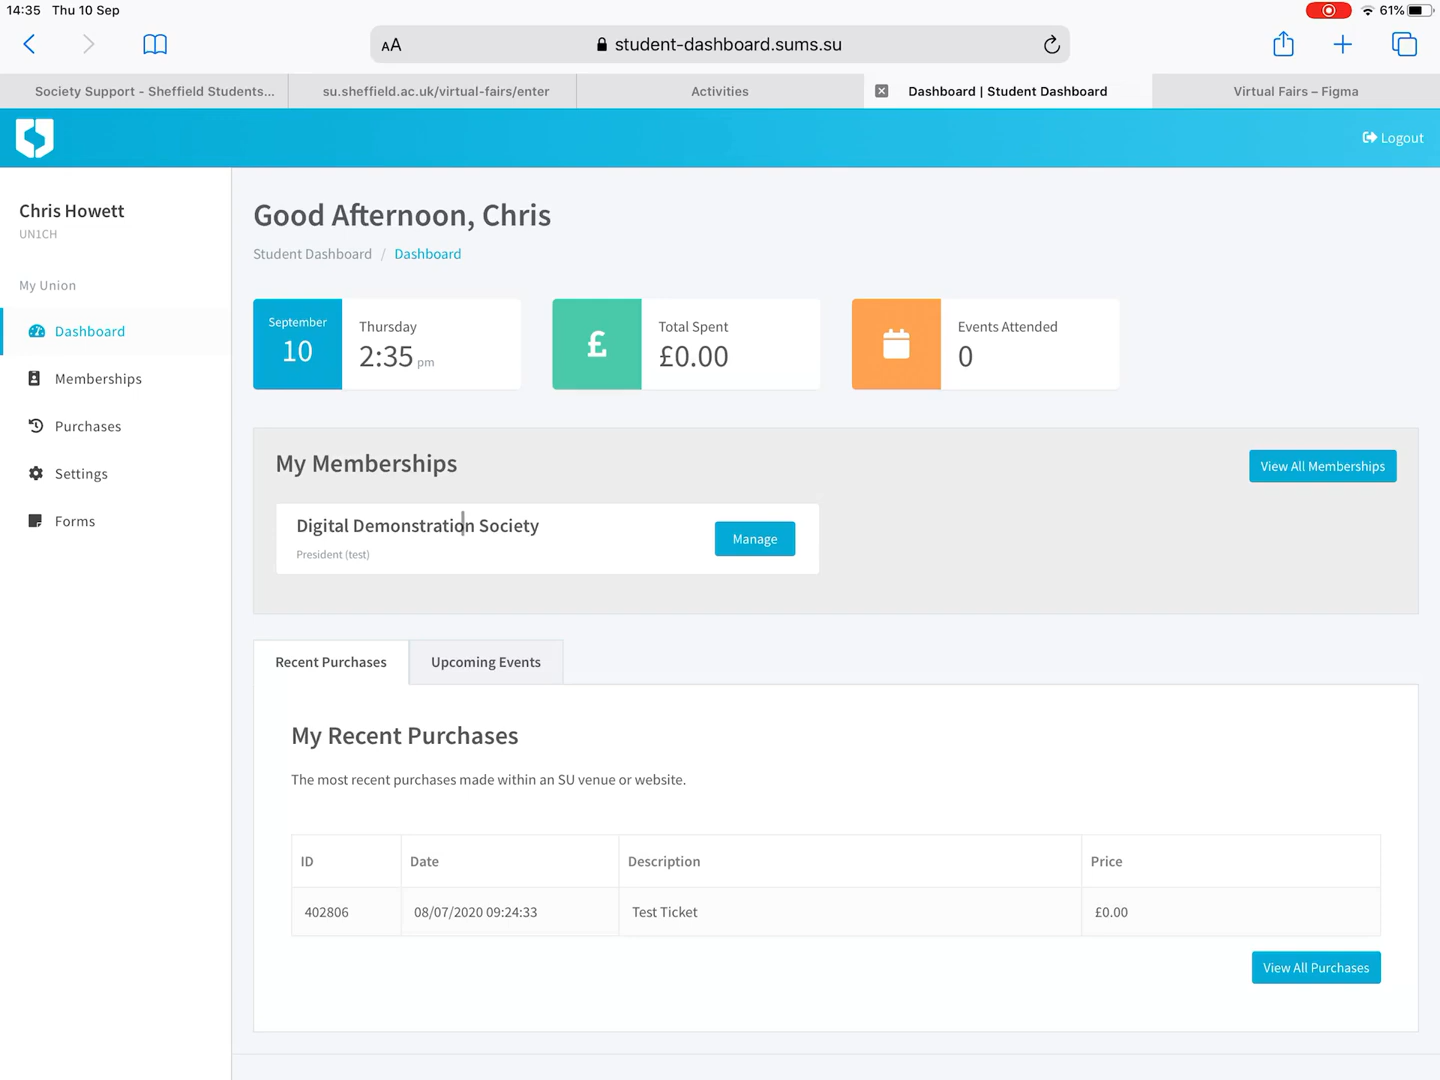 14:35 Thu 10 Sep
61%
AA
student-dashboard.sums.su
Society Support - Sheffield Students...
su.sheffield.ac.uk/virtual-fairs/enter
Activities
Dashboard | Student Dashboard
Virtual Fairs – Figma
Logout
Chris Howett
UN1CH
My Union
Dashboard
Memberships
Purchases
Settings
Forms
Good Afternoon, Chris
Student Dashboard / Dashboard
September
10
Thursday
2:35 pm
£
Total Spent
£0.00
Events Attended
0
My Memberships
View All Memberships
Digital Demonstration Society
President (test)
Manage
Recent Purchases
Upcoming Events
My Recent Purchases
The most recent purchases made within an SU venue or website.
ID Date Description Price
402806 08/07/2020 09:24:33 Test Ticket £0.00
View All Purchases